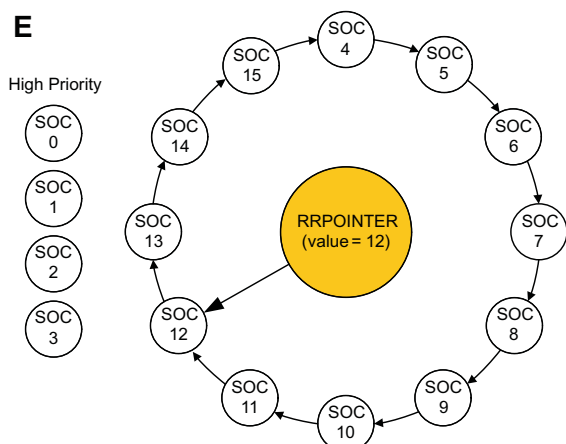 E
High Priority
SOC
0
SOC
1
SOC
2
SOC
3
SOC
4
SOC
5
SOC
6
SOC
7
SOC
8
SOC
9
SOC
10
SOC
11
SOC
12
SOC
13
SOC
14
SOC
15
RRPOINTER
(value = 12)